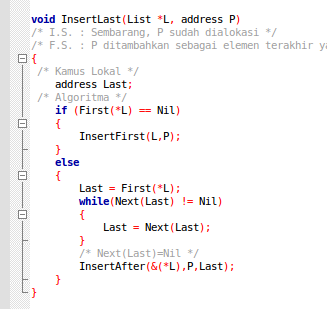 void InsertLast(List *L, address P)
/* I.S. : Sembarang, P sudah dialokasi */
/* F.S. : P ditambahkan sebagai elemen terakhir ya
{
/* Kamus Lokal */
address Last;
/* Algoritma */
if (First(*L) == Nil)
{
InsertFirst(L,P);
}
else
{
Last = First(*L);
while(Next(Last) != Nil)
{
Last = Next(Last);
}
/* Next(Last)=Nil */
InsertAfter(&(*L),P,Last);
}
}